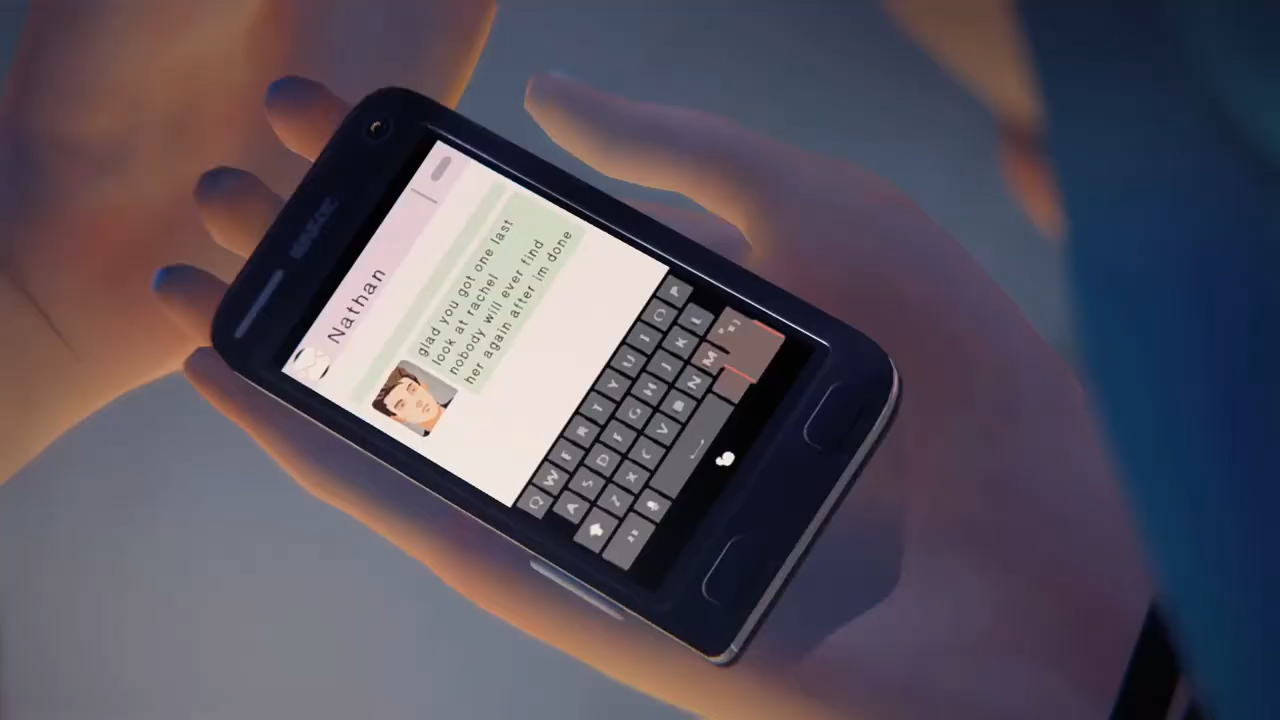 Nathan
glad you got one last
look at rachel
nobody will ever find
her again after im done
Q W E R T Y U I O P
A S D F G H J K L
Z X C V B N M